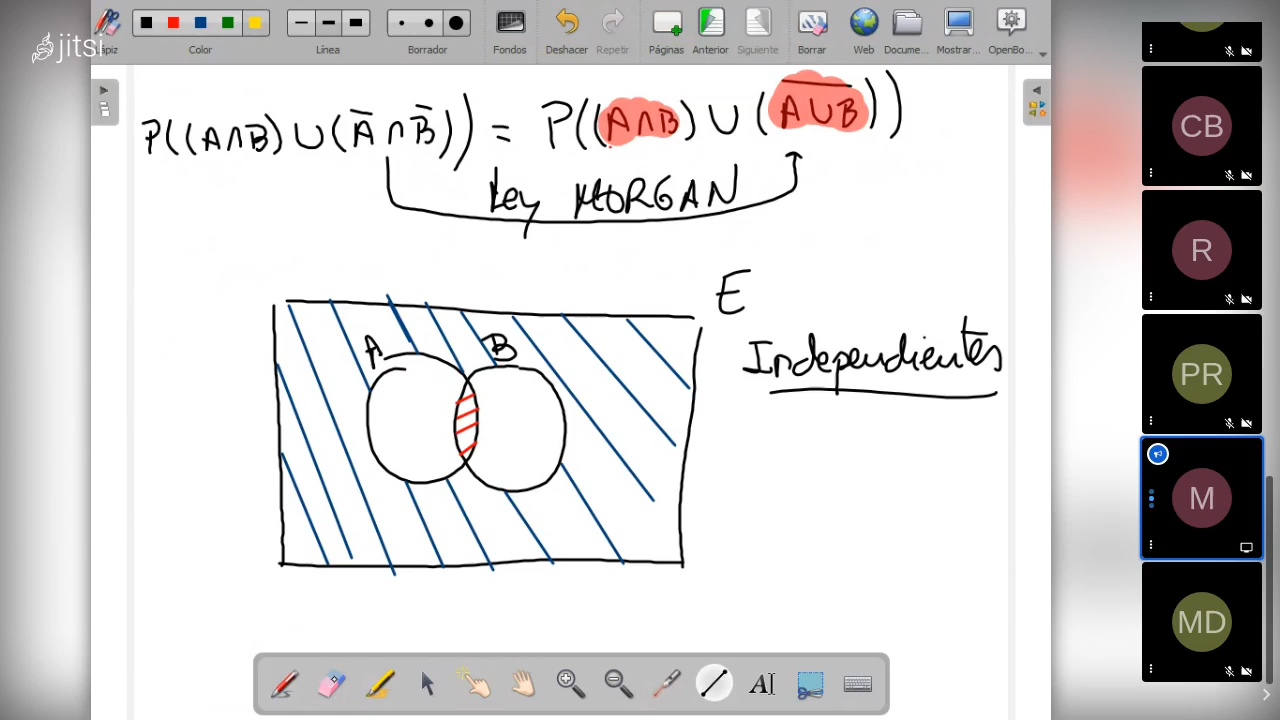 jitsi
Lápiz Color Línea Borrador Fondos Deshacer Repetir Páginas Anterior Siguiente Borrar Web Docume... Mostrar... OpenBo...
P((A∩B)∪(A̅∩B̅)) = P((A∩B)∪(A̅∪̅B̅))
Ley MORGAN
E
Independientes
A
B
AI
CB
R
PR
M
MD